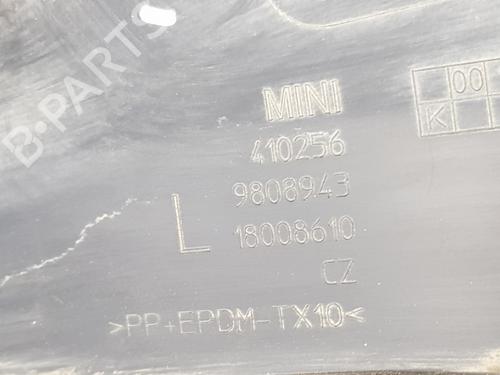 B-PARTS
MINI
00
K
410256
9808943
L
18008610
CZ
>PP+EPDM-TX10<